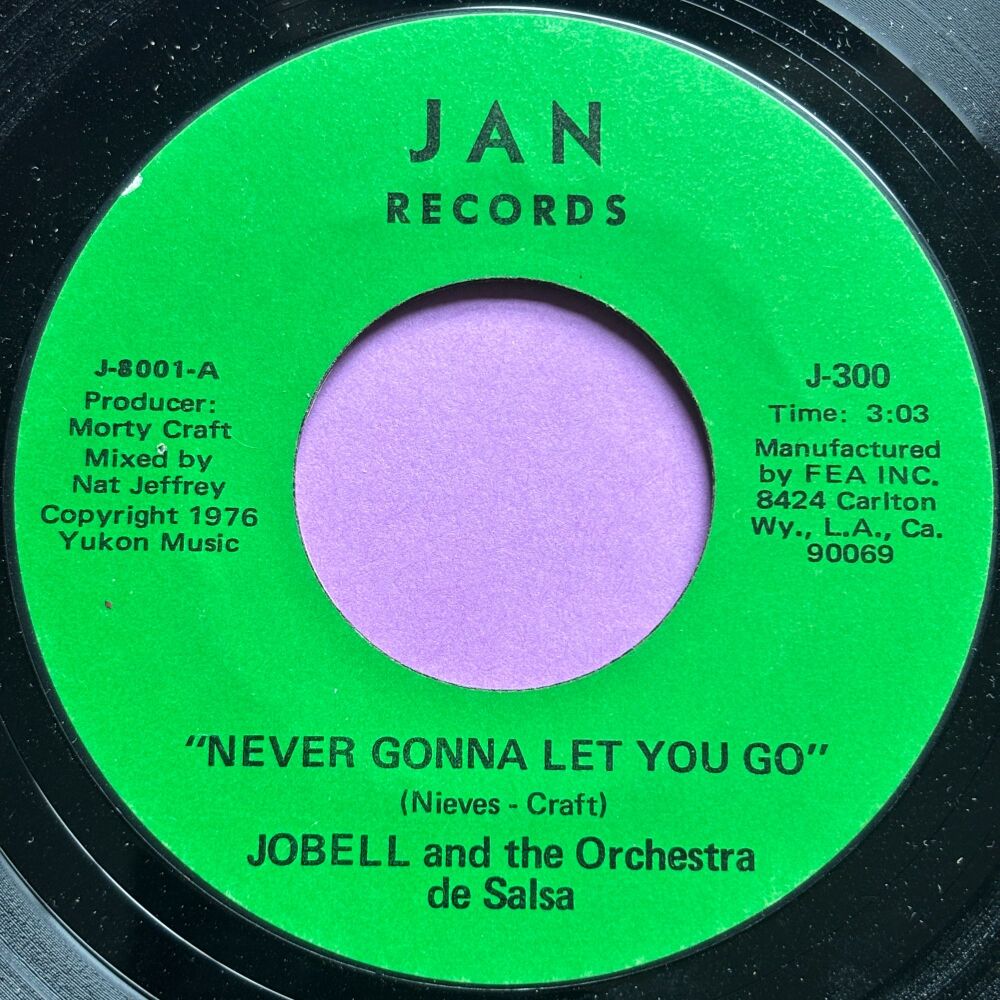 JAN
RECORDS
J-8001-A
Producer:
Morty Craft
Mixed by
Nat Jeffrey
Copyright 1976
Yukon Music
J-300
Time: 3:03
Manufactured
by FEA INC.
8424 Carlton
Wy., L.A., Ca.
90069
"NEVER GONNA LET YOU GO"
(Nieves - Craft)
JOBELL and the Orchestra
de Salsa